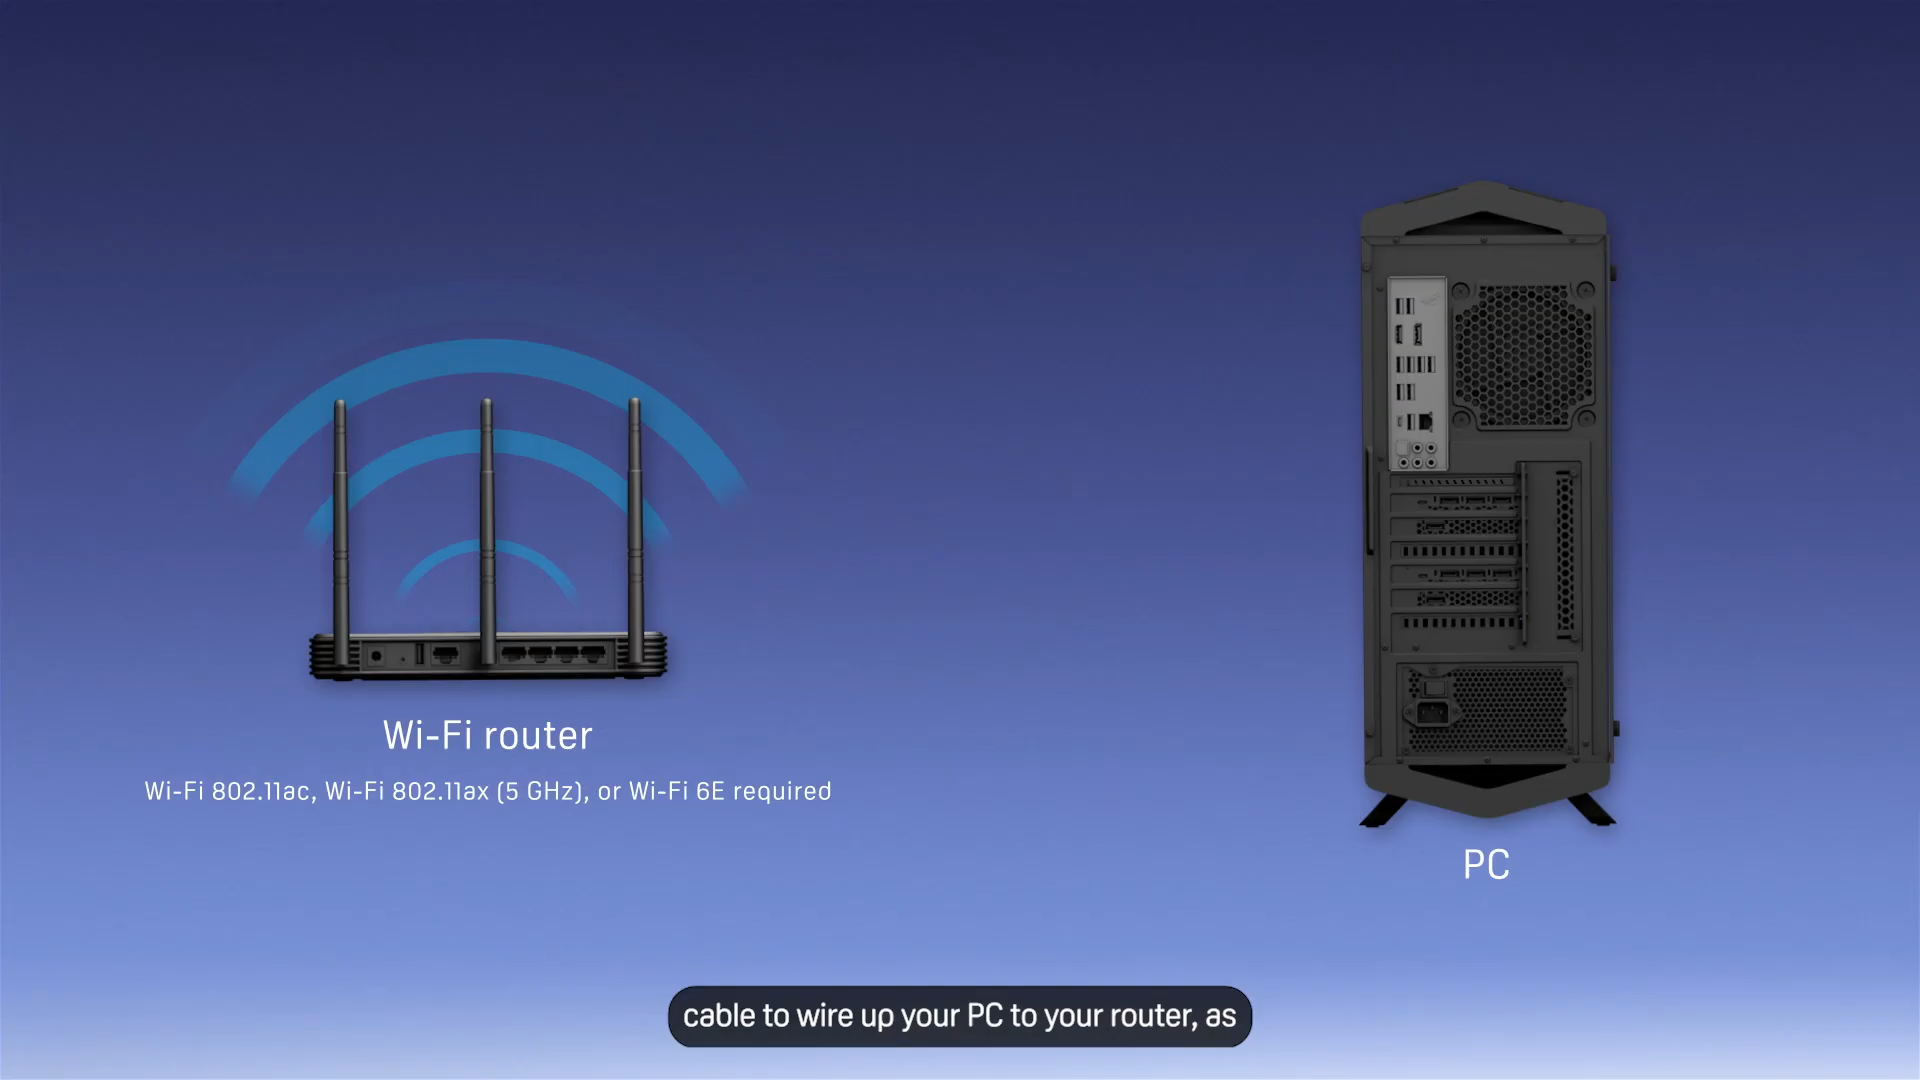 Wi-Fi router
Wi-Fi 802.11ac, Wi-Fi 802.11ax (5 GHz), or Wi-Fi 6E required
PC
cable to wire up your PC to your router, as